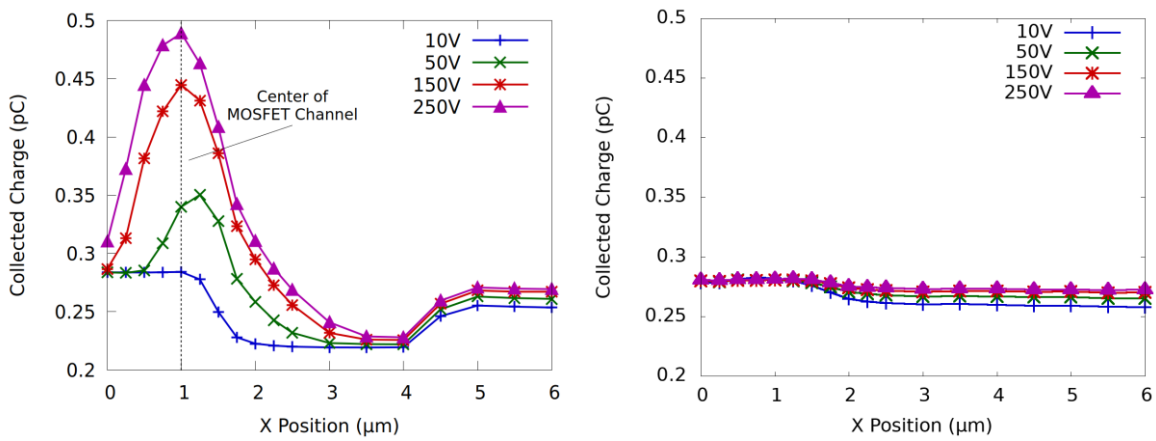 0.5
0.45
0.4
0.35
0.3
0.25
0.2
Collected Charge (pC)
10V
50V
150V
250V
Center of
MOSFET Channel
0 1 2 3 4 5 6
X Position (μm)
0.5
0.45
0.4
0.35
0.3
0.25
0.2
Collected Charge (pC)
10V
50V
150V
250V
0 1 2 3 4 5 6
X Position (μm)